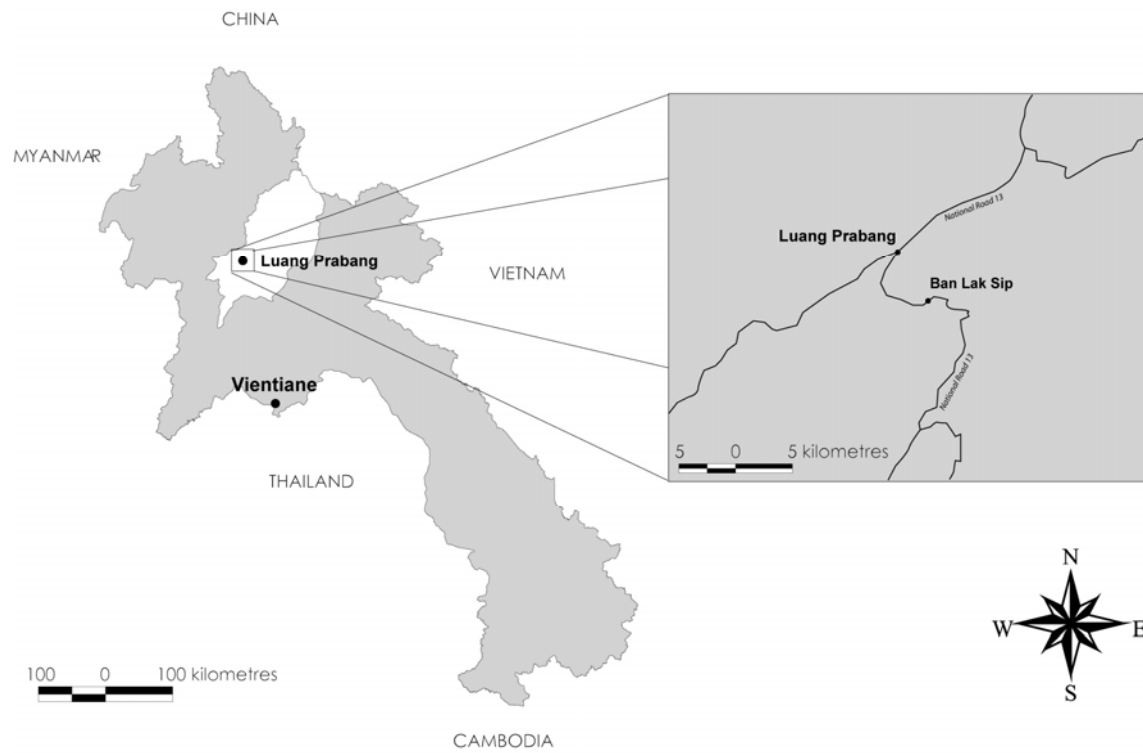 CHINA
MYANMAR
Luang Prabang
VIETNAM
Vientiane
THAILAND
CAMBODIA
100 0 100 kilometres
National Road 13
Luang Prabang
Ban Lak Sip
National Road 13
5 0 5 kilometres
N
W E
S